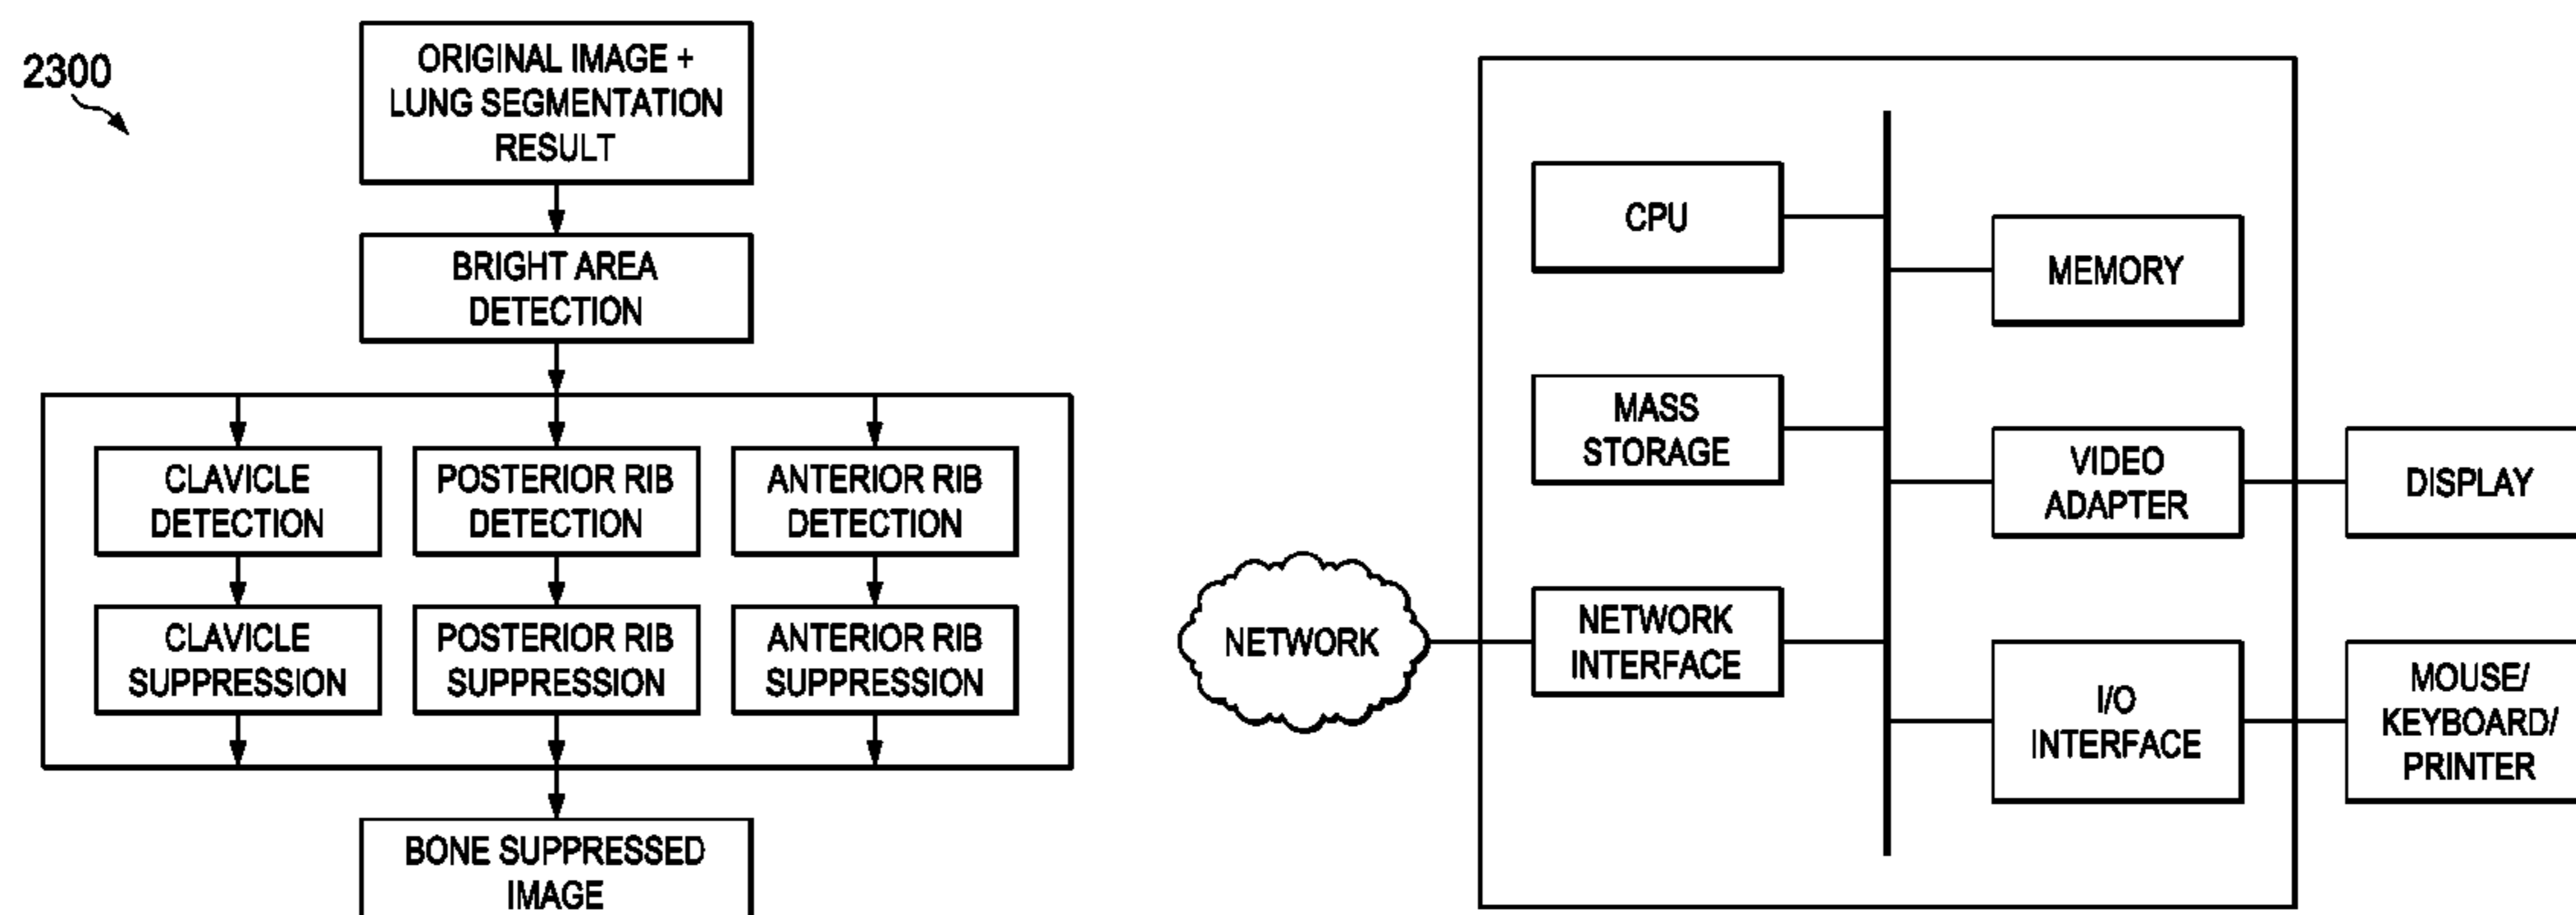 2300
ORIGINAL IMAGE +
LUNG SEGMENTATION
RESULT
BRIGHT AREA
DETECTION
CLAVICLE
DETECTION
POSTERIOR RIB
DETECTION
ANTERIOR RIB
DETECTION
CLAVICLE
SUPPRESSION
POSTERIOR RIB
SUPPRESSION
ANTERIOR RIB
SUPPRESSION
BONE SUPPRESSED
IMAGE
CPU
MEMORY
MASS
STORAGE
VIDEO
ADAPTER
DISPLAY
NETWORK
NETWORK
INTERFACE
I/O
INTERFACE
MOUSE/
KEYBOARD/
PRINTER